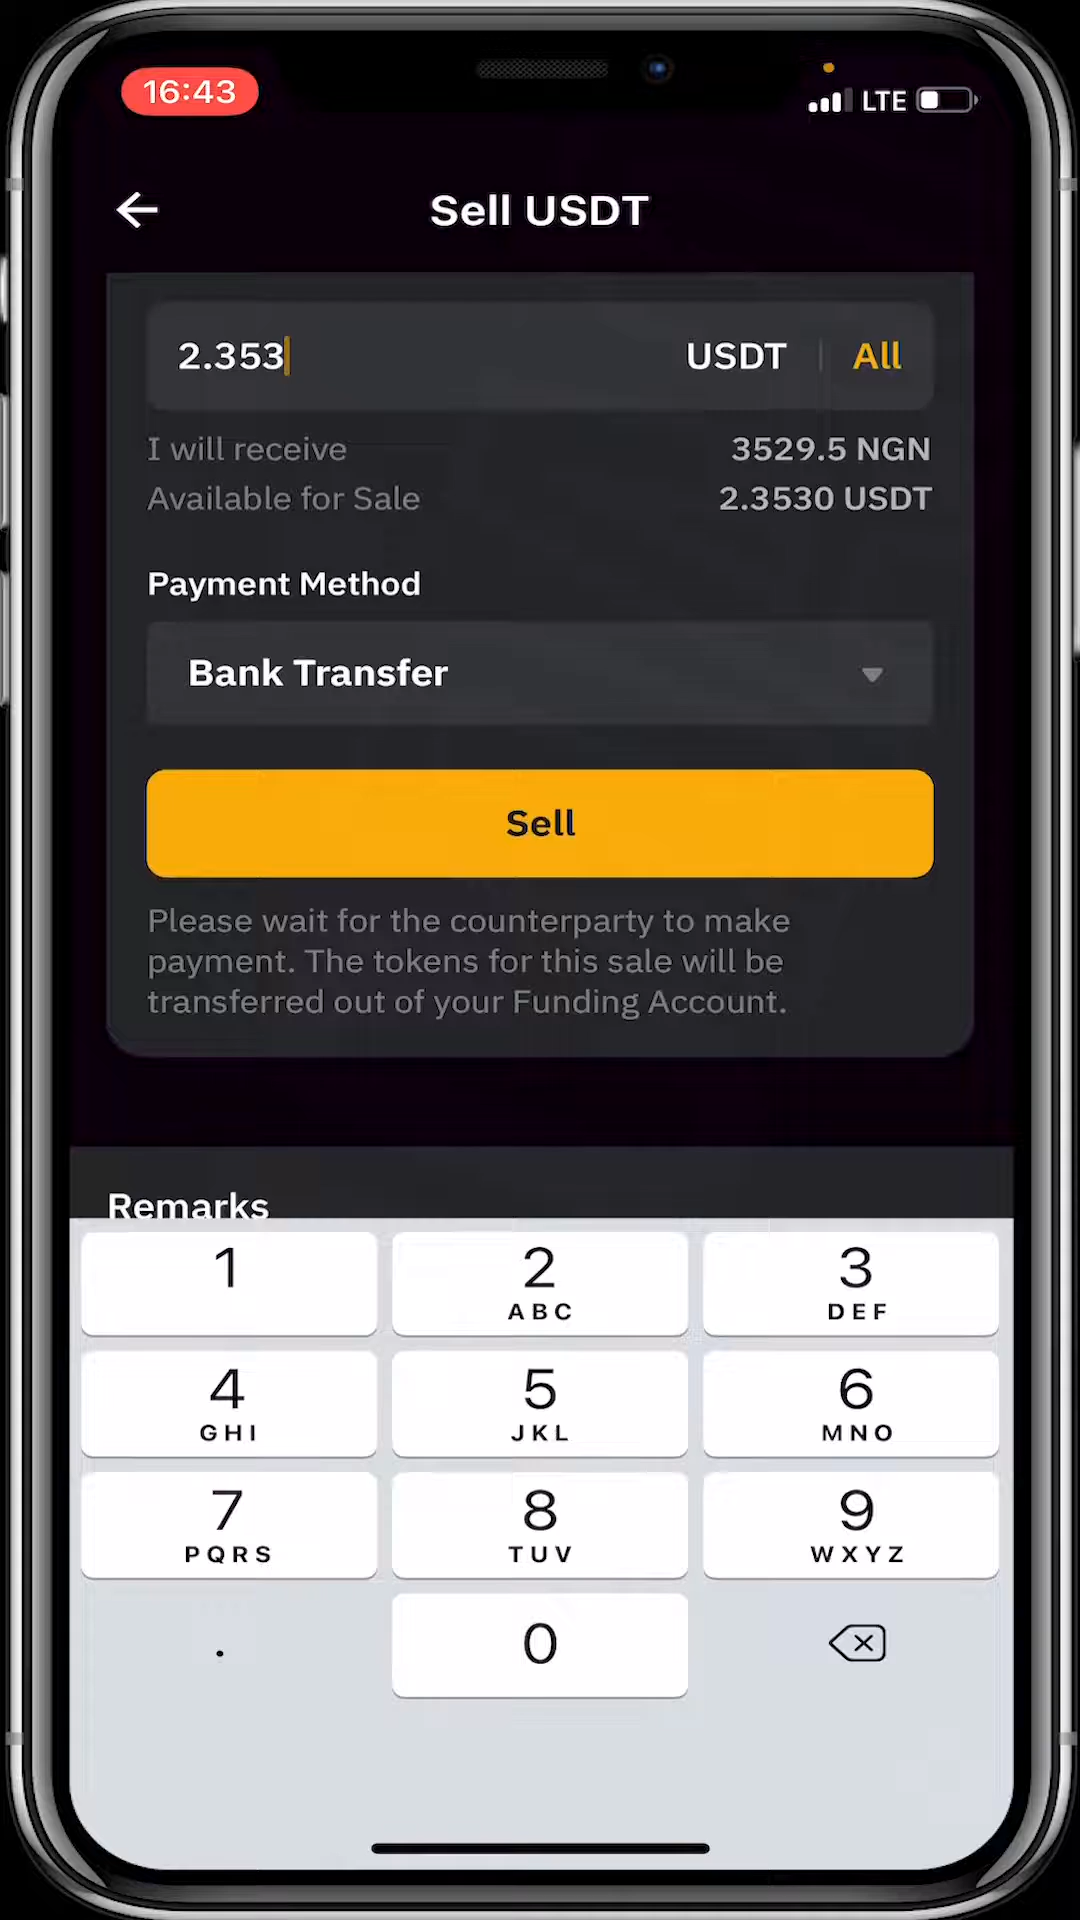 16:43
LTE
Sell USDT
2.353 USDT All
I will receive 3529.5 NGN
Available for Sale 2.3530 USDT
Payment Method
Bank Transfer
Sell
Please wait for the counterparty to make
payment. The tokens for this sale will be
transferred out of your Funding Account.
Remarks
1 2 3
ABC DEF
4 5 6
GHI JKL MNO
7 8 9
PQRS TUV WXYZ
. 0